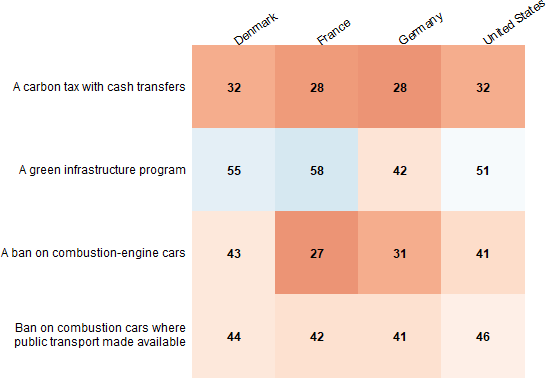 Denmark France Germany United States
A carbon tax with cash transfers 32 28 28 32
A green infrastructure program 55 58 42 51
A ban on combustion-engine cars 43 27 31 41
Ban on combustion cars where
public transport made available 44 42 41 46